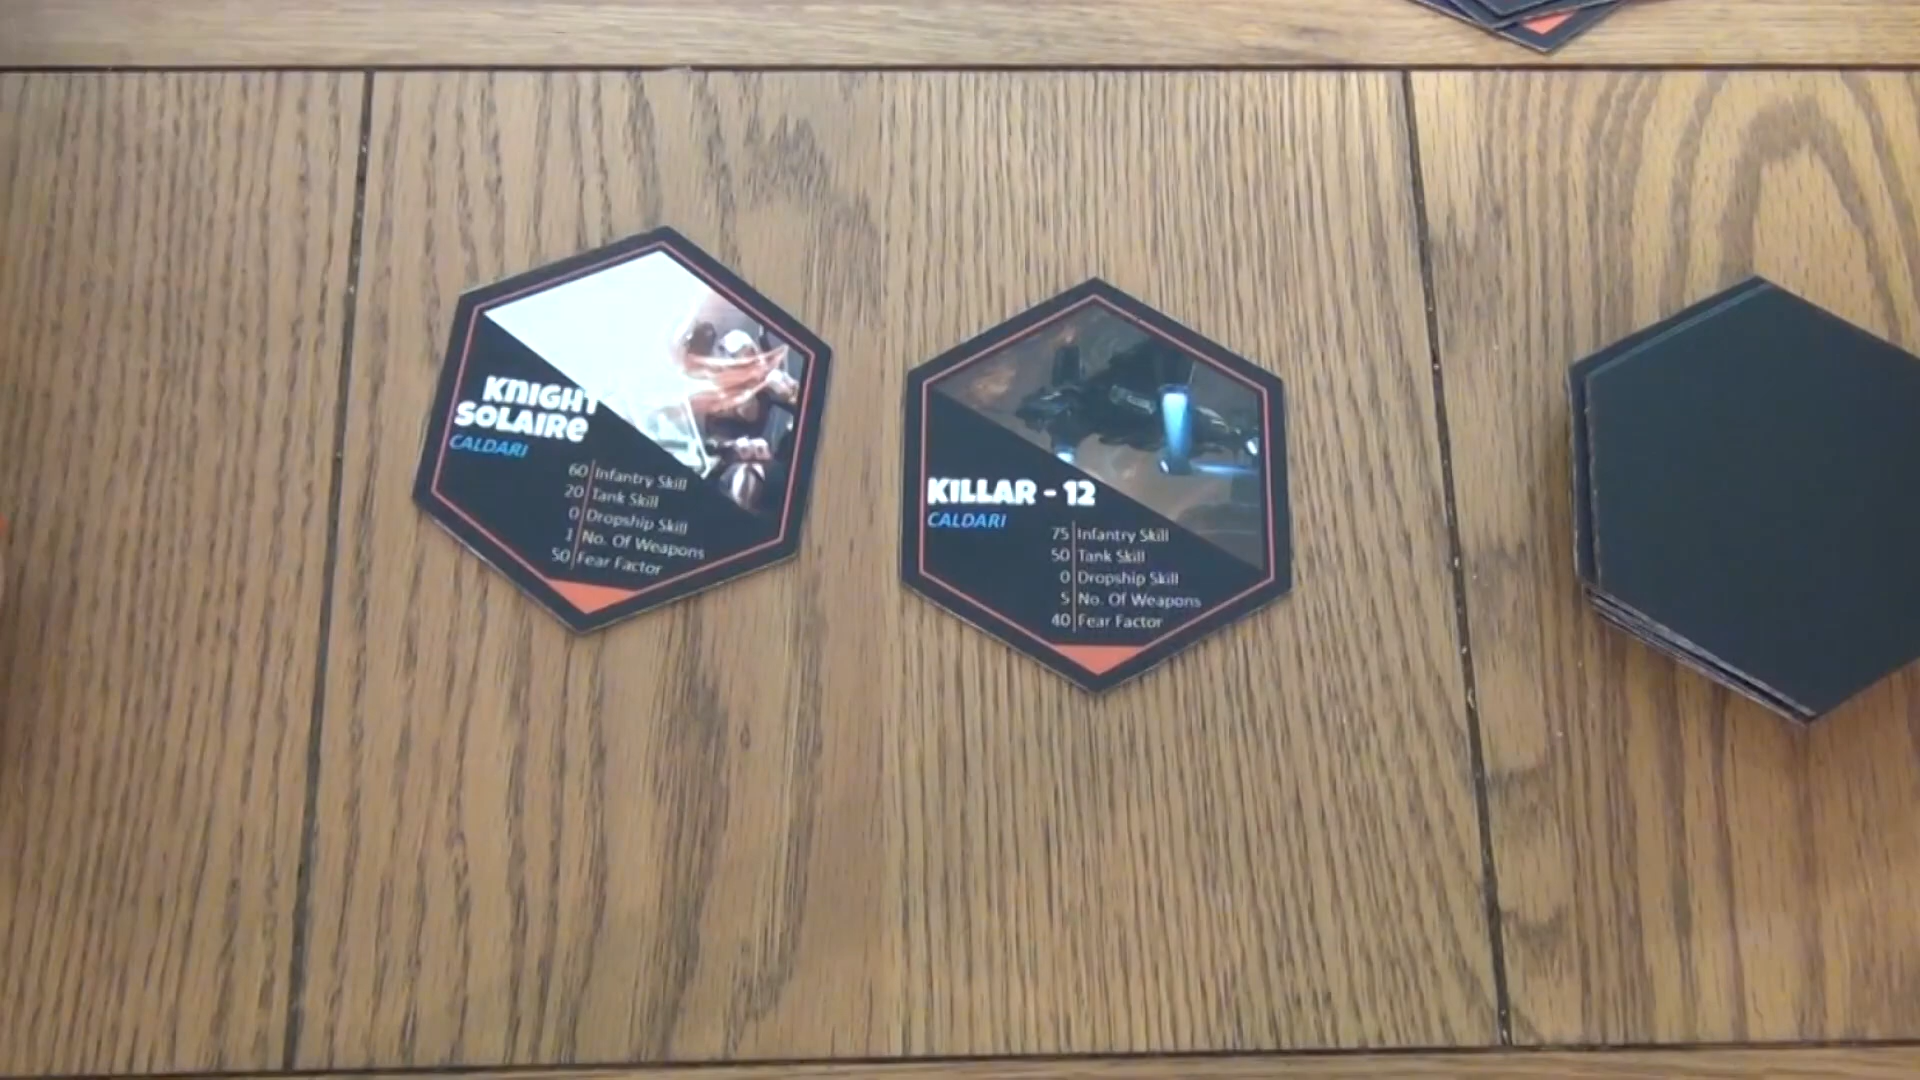 KNIGHT
SOLAIRE
CALDARI
60 Infantry Skill
20 Tank Skill
0 Dropship Skill
1 No. Of Weapons
50 Fear Factor
KILLAR - 12
CALDARI
75 Infantry Skill
50 Tank Skill
0 Dropship Skill
5 No. Of Weapons
40 Fear Factor